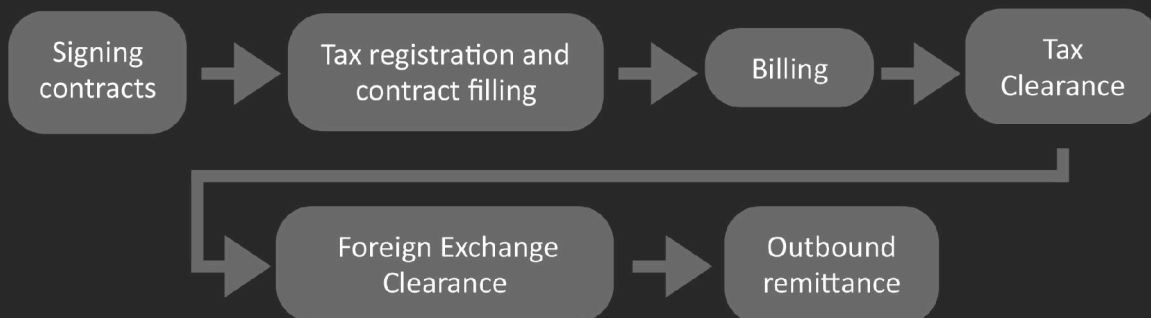 Signing
contracts
Tax registration and
contract filling
Billing
Tax
Clearance
Foreign Exchange
Clearance
Outbound
remittance